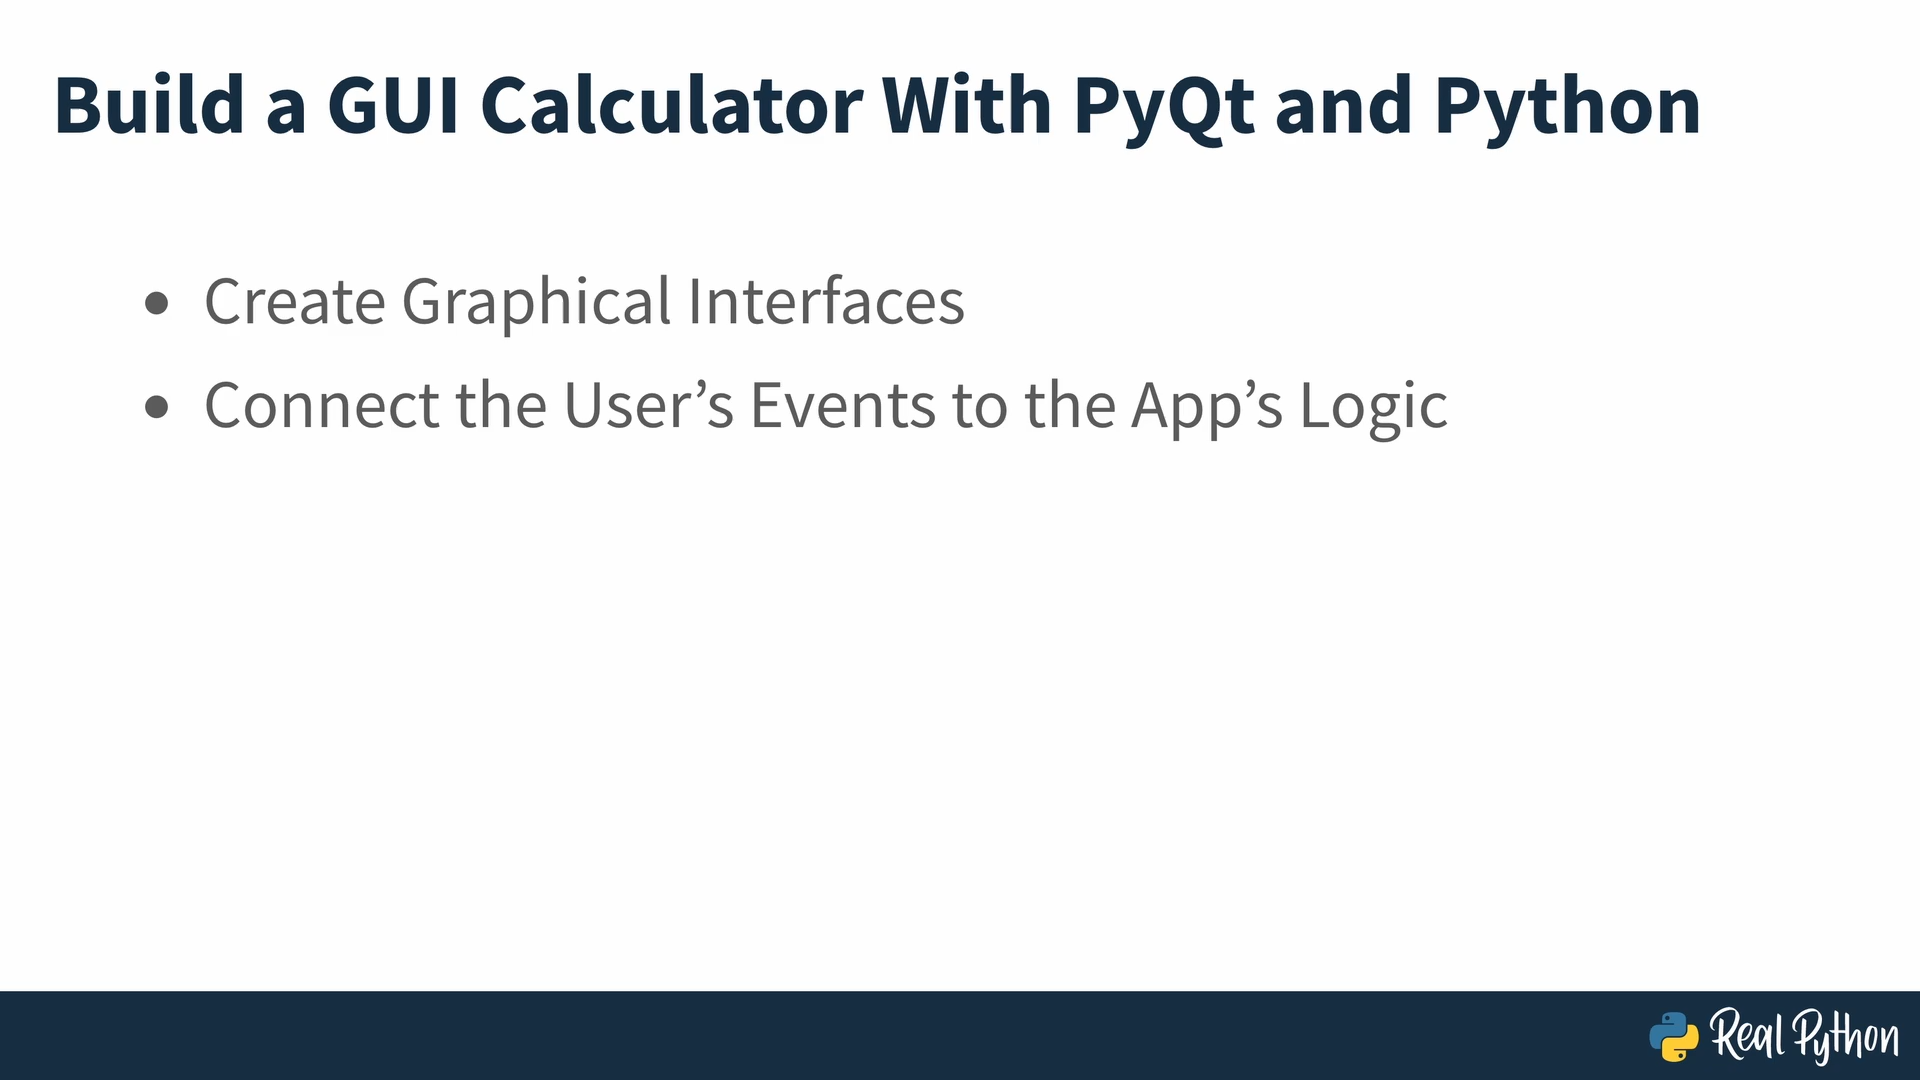 Build a GUI Calculator With PyQt and Python
• Create Graphical Interfaces
• Connect the User’s Events to the App’s Logic
Real Python